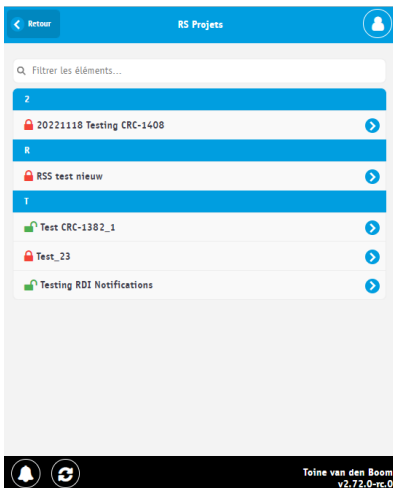 Retour
RS Projets
Filtrer les éléments...
2
20221118 Testing CRC-1408
R
RSS test nieuw
T
Test CRC-1382_1
Test_23
Testing RDI Notifications
Toine van den Boom
v2.72.0-rc.0